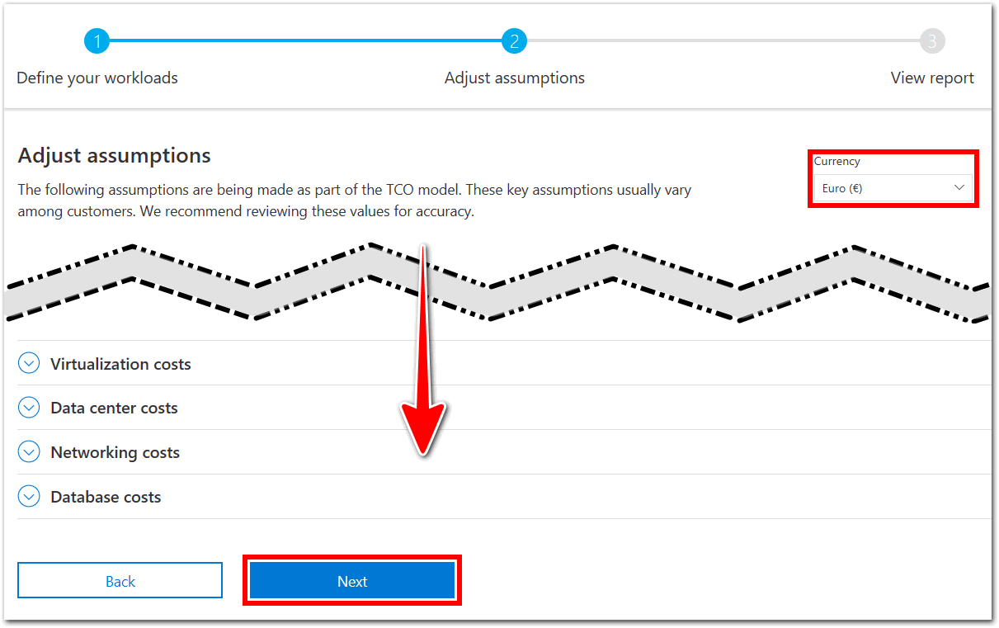 1
2
3
Define your workloads
Adjust assumptions
View report
Adjust assumptions
The following assumptions are being made as part of the TCO model. These key assumptions usually vary
among customers. We recommend reviewing these values for accuracy.
Currency
Euro (€)
Virtualization costs
Data center costs
Networking costs
Database costs
Back
Next